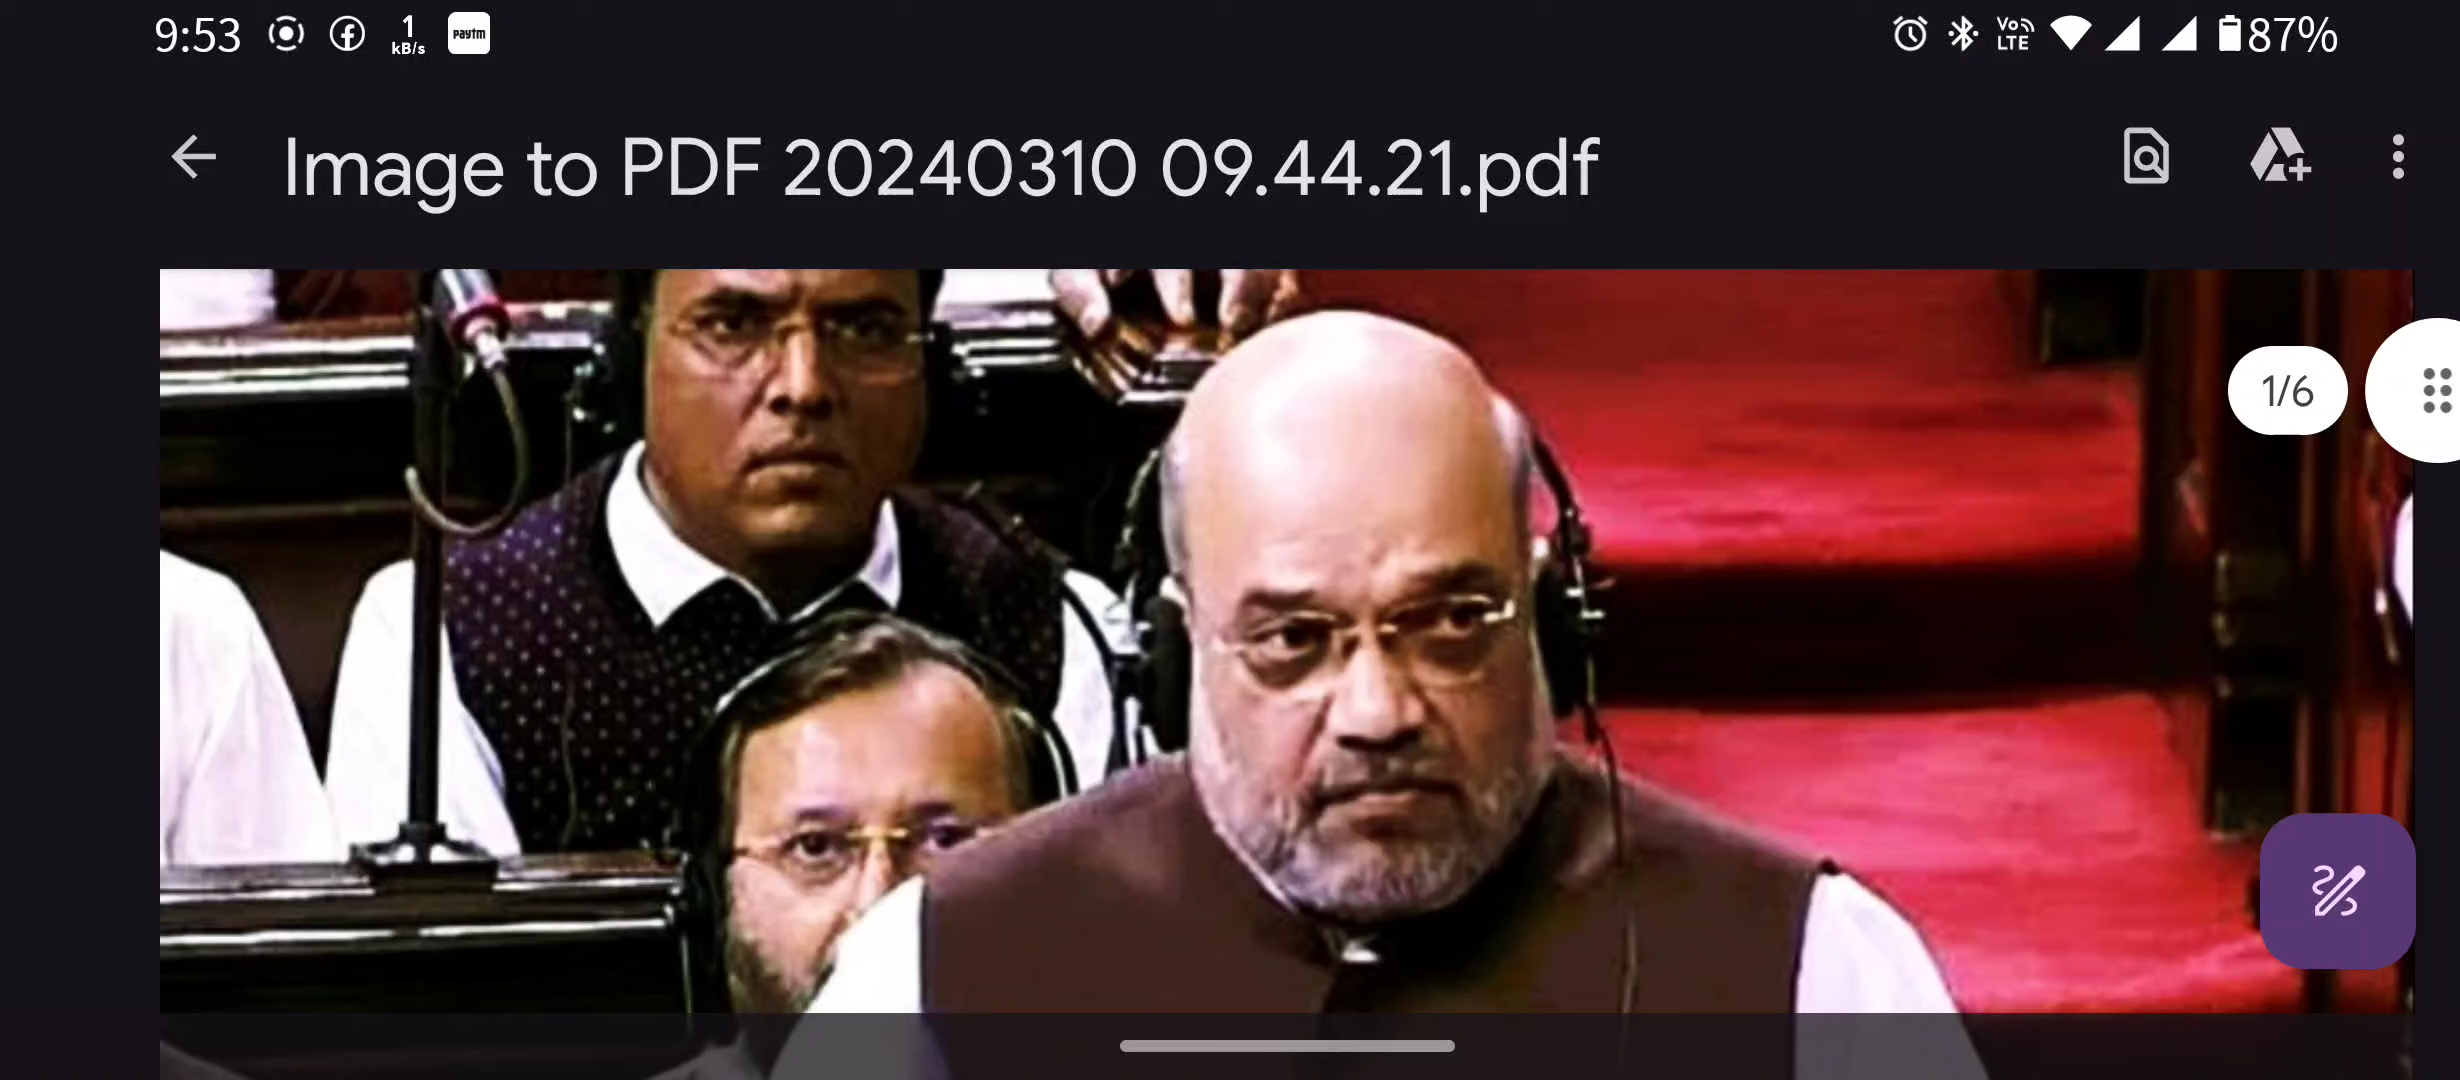 9:53 1 kB/s paytm Vo LTE 87%
Image to PDF 20240310 09.44.21.pdf
1/6